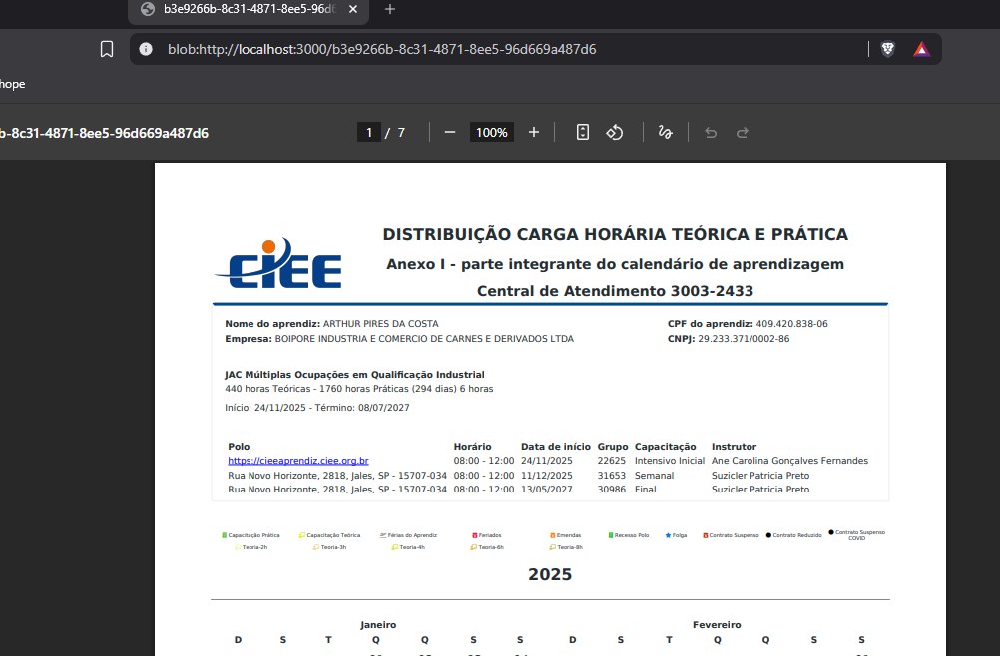 b3e9266b-8c31-4871-8ee5-96d6
blob:http://localhost:3000/b3e9266b-8c31-4871-8ee5-96d669a487d6
hope
b-8c31-4871-8ee5-96d669a487d6
1 / 7
100%
DISTRIBUIÇÃO CARGA HORÁRIA TEÓRICA E PRÁTICA
CIEE
Anexo I - parte integrante do calendário de aprendizagem
Central de Atendimento 3003-2433
Nome do aprendiz: ARTHUR PIRES DA COSTA CPF do aprendiz: 409.420.838-06
Empresa: BOIPORE INDUSTRIA E COMERCIO DE CARNES E DERIVADOS LTDA CNPJ: 29.233.371/0002-86
JAC Múltiplas Ocupações em Qualificação Industrial
440 horas Teóricas - 1760 horas Práticas (294 dias) 6 horas
Início: 24/11/2025 - Término: 08/07/2027
Polo Horário Data de início Grupo Capacitação Instrutor
https://cieeaprendiz.ciee.org.br 08:00 - 12:00 24/11/2025 22625 Intensivo Inicial Ane Carolina Gonçalves Fernandes
Rua Novo Horizonte, 2818, Jales, SP - 15707-034 08:00 - 12:00 11/12/2025 31653 Semanal Suzicler Patricia Preto
Rua Novo Horizonte, 2818, Jales, SP - 15707-034 08:00 - 12:00 13/05/2027 30986 Final Suzicler Patricia Preto
Capacitação Prática Capacitação Teórica Férias do Aprendiz Feriados Emendas Recesso Polo Folga Contrato Suspenso Contrato Reduzido Contrato Suspenso COVID
Teoria-2h Teoria-3h Teoria-4h Teoria-6h Teoria-8h
2025
Janeiro Fevereiro
D S T Q Q S S D S T Q Q S S